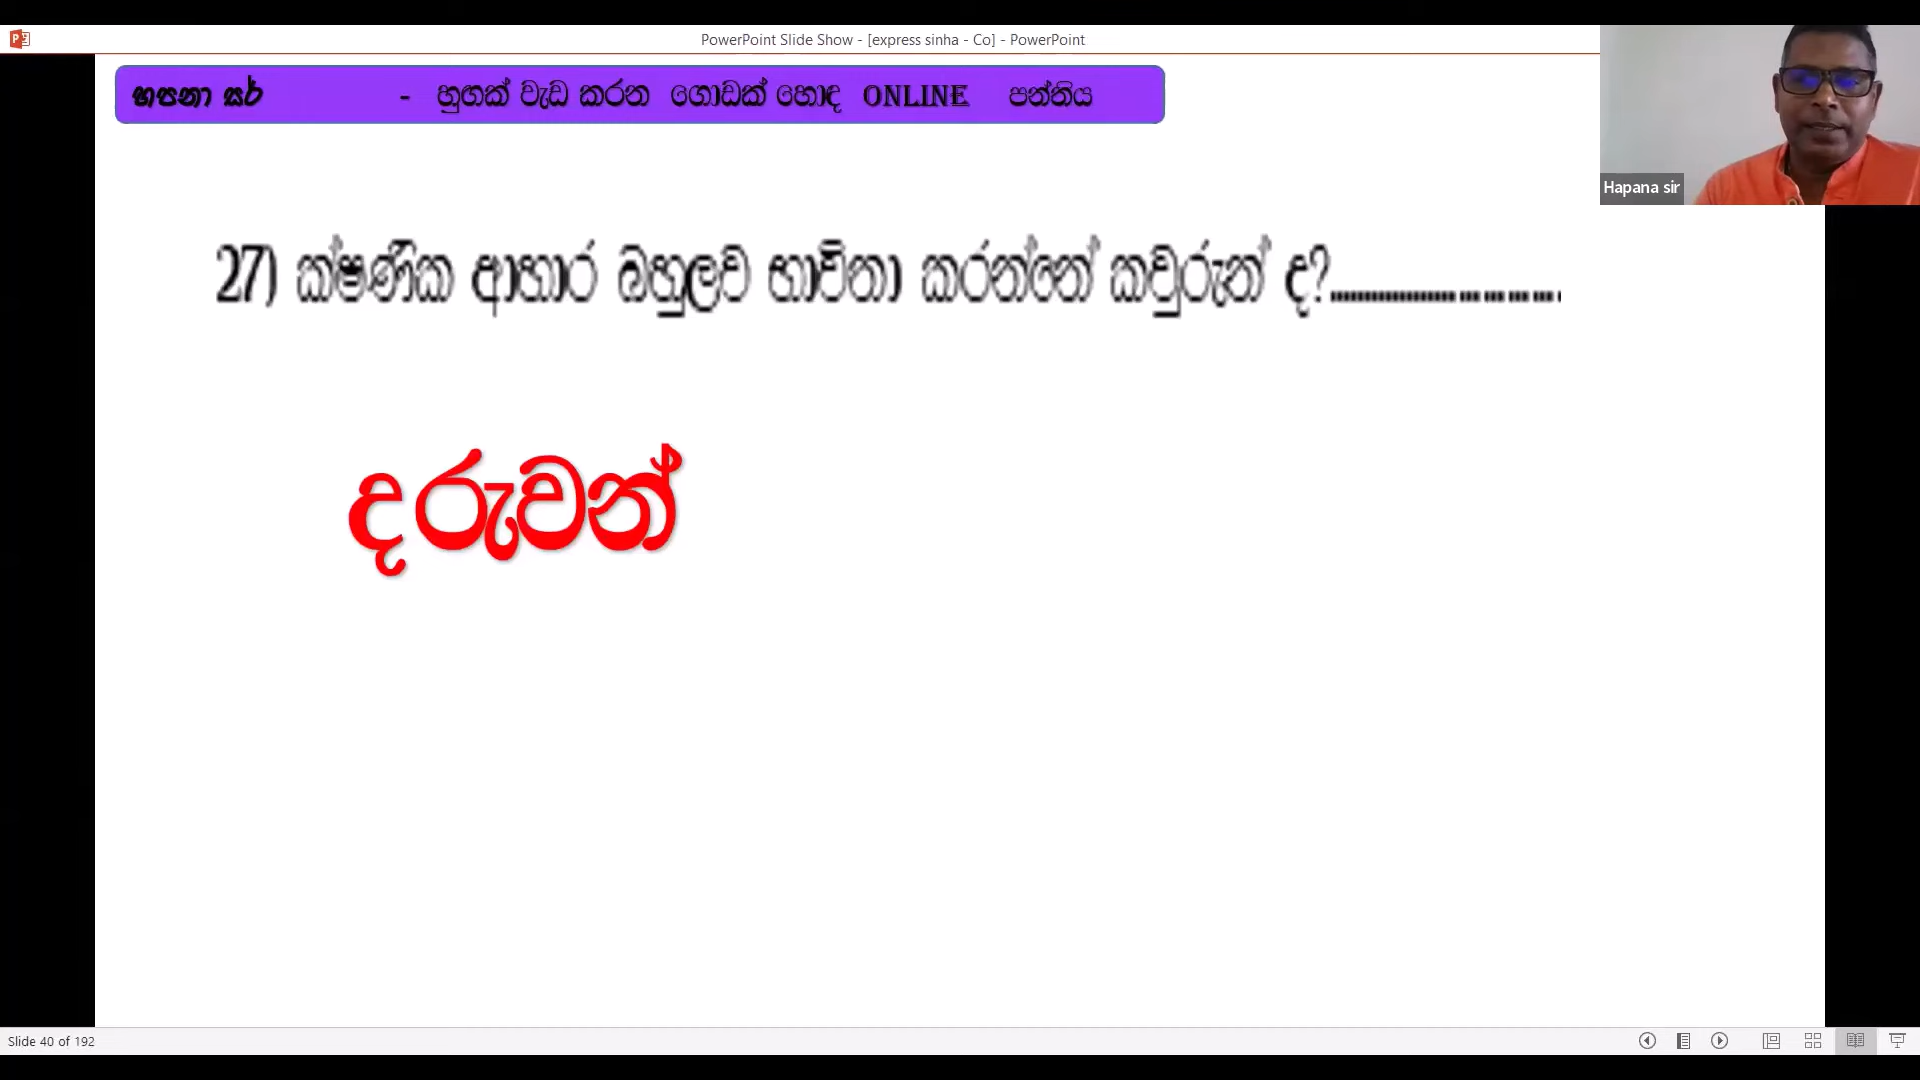 PowerPoint Slide Show - [express sinha - Co] - PowerPoint
හපනා සර් - හුඟක් වැඩ කරන ගොඩක් හොඳ ONLINE පන්තිය
Hapana sir
27) ක්ෂණික ආහාර බහුලව භාවිතා කරන්නේ කවුරුන් ද?..............................
දරුවන්
Slide 40 of 192